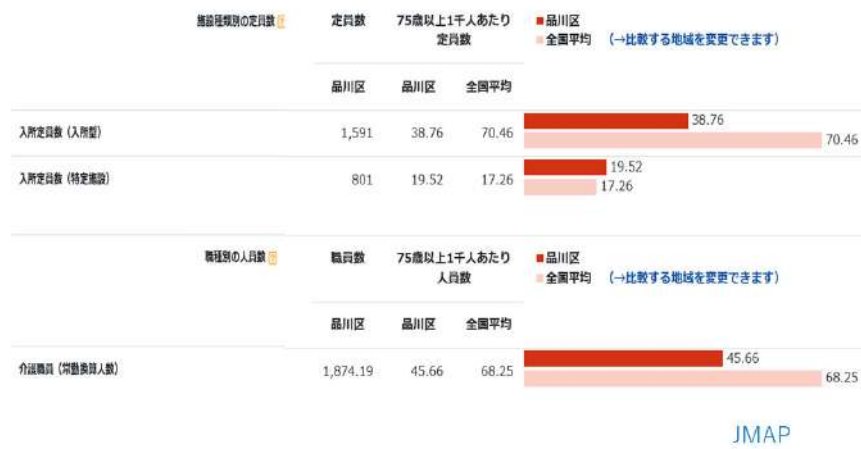 施設種類別の定員数 定員数 75歳以上1千人あたり ■品川区
定員数 全国平均 (→比較する地域を変更できます)
品川区 品川区 全国平均
入所定員数 (入所型) 1,591 38.76 70.46 38.76
70.46
入所定員数 (特定施設) 801 19.52 17.26 19.52
17.26
職種別の人員数 職員数 75歳以上1千人あたり ■品川区
人員数 全国平均 (→比較する地域を変更できます)
品川区 品川区 全国平均
介護職員 (常勤換算人数) 1,874.19 45.66 68.25 45.66
68.25
JMAP